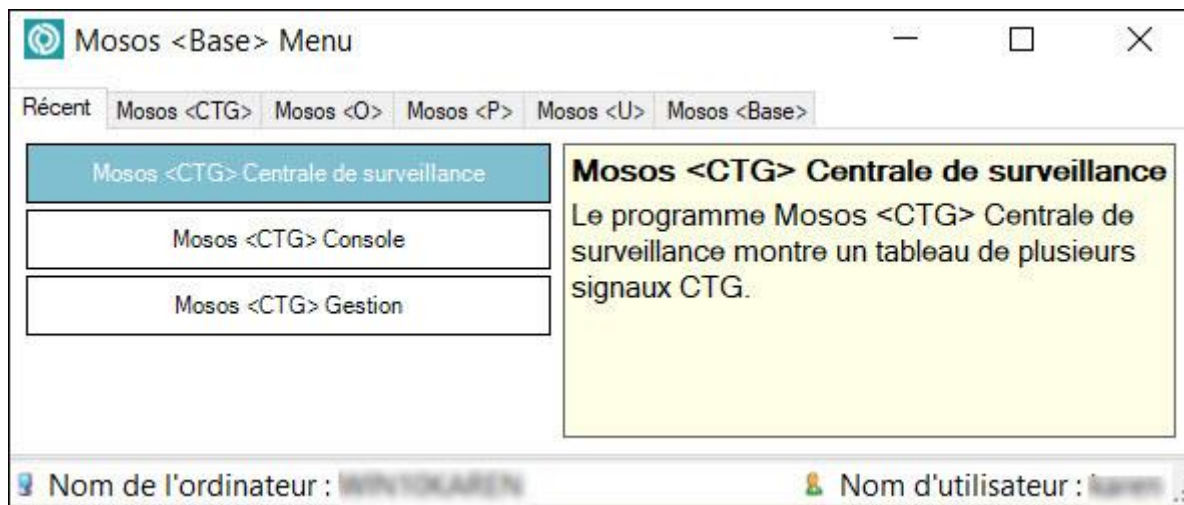 Mosos <Base> Menu
Récent Mosos <CTG> Mosos <O> Mosos <P> Mosos <U> Mosos <Base>
Mosos <CTG> Centrale de surveillance
Mosos <CTG> Console
Mosos <CTG> Gestion
Mosos <CTG> Centrale de surveillance
Le programme Mosos <CTG> Centrale de
surveillance montre un tableau de plusieurs
signaux CTG.
Nom de l'ordinateur :
Nom d'utilisateur :